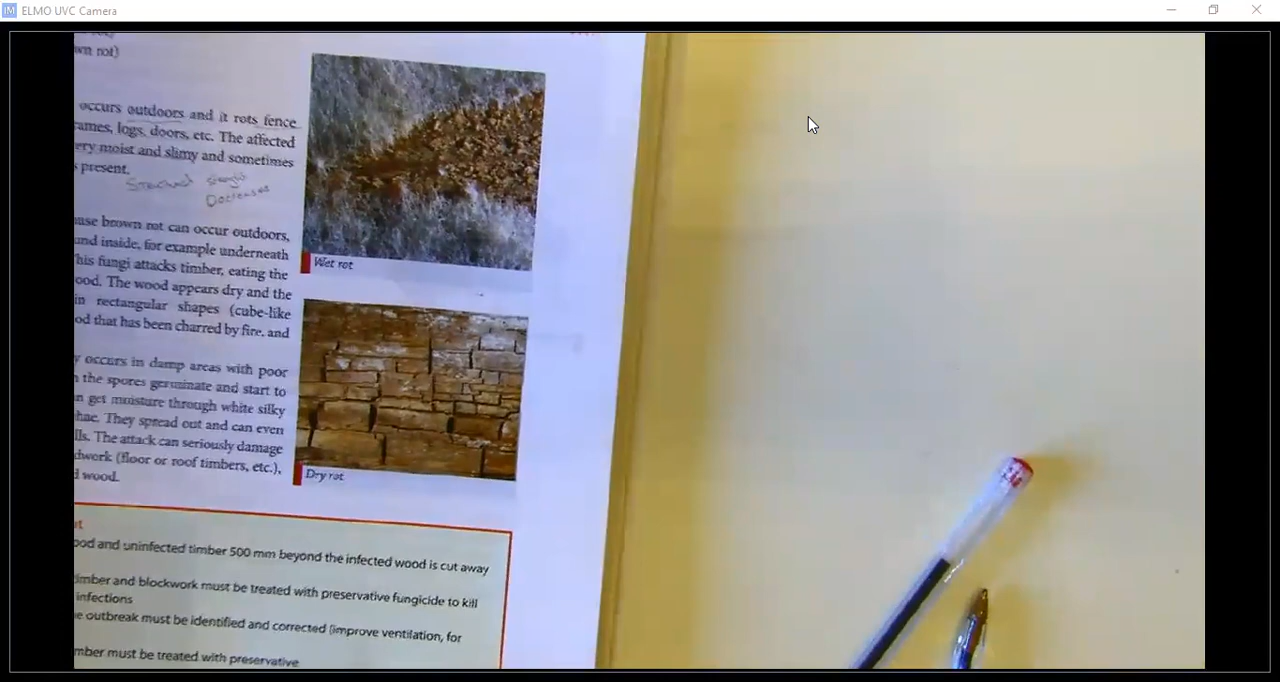 ELMO UVC Camera
wn rot)
occurs outdoors and it rots fence
ames, logs, doors, etc. The affected
ery moist and slimy and sometimes
present.
Structural
Decreases
use brown rot can occur outdoors,
und inside, for example underneath
his fungi attacks timber, eating the
ood. The wood appears dry and the
in rectangular shapes (cube-like
od that has been charred by fire, and
y occurs in damp areas with poor
the spores germinate and start to
n get moisture through white silky
hae. They spread out and can even
lls. The attack can seriously damage
dwork (floor or roof timbers, etc.),
wood.
Wet rot
Dry rot
ood and uninfected timber 500 mm beyond the infected wood is cut away
imber and blockwork must be treated with preservative fungicide to kill
infections
e outbreak must be identified and corrected (improve ventilation, for
mber must be treated with preservative